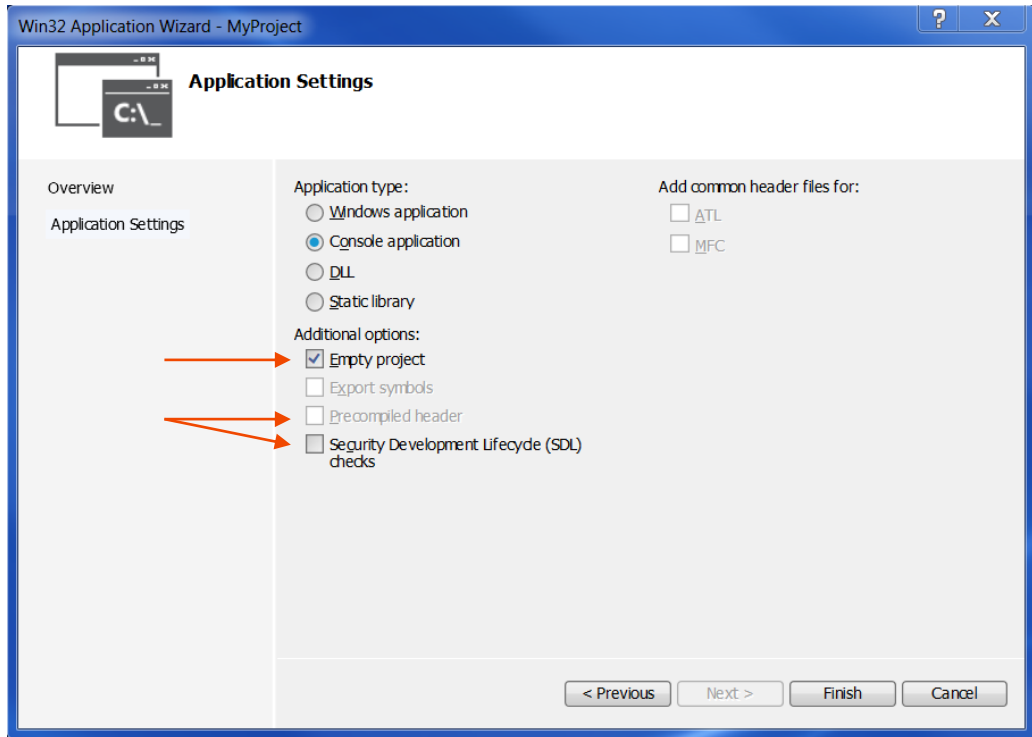 Win32 Application Wizard - MyProject
?
X
C:\_
Application Settings
Overview
Application Settings
Application type:
Windows application
Console application
DLL
Static library
Additional options:
Empty project
Export symbols
Precompiled header
Security Development Lifecycle (SDL)
checks
Add common header files for:
ATL
MFC
< Previous
Next >
Finish
Cancel